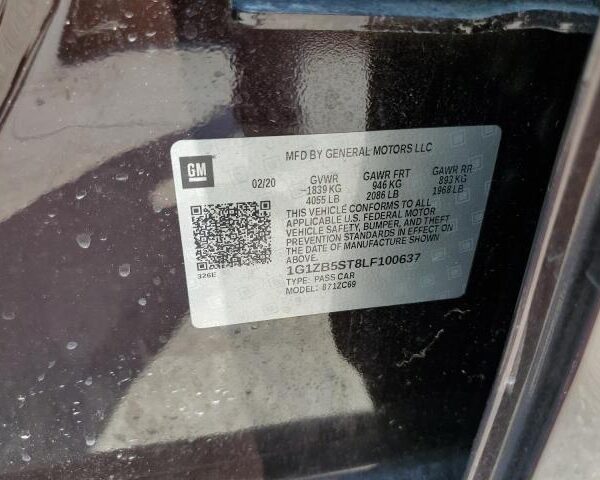 MFD BY GENERAL MOTORS LLC
GM
02/20 GVWR GAWR FRT GAWR RR
1839 KG 946 KG 893 KG
4055 LB 2086 LB 1968 LB
THIS VEHICLE CONFORMS TO ALL
APPLICABLE U.S. FEDERAL MOTOR
VEHICLE SAFETY, BUMPER, AND THEFT
PREVENTION STANDARDS IN EFFECT ON
THE DATE OF MANUFACTURE SHOWN
ABOVE.
326E
1G1ZB5ST8LF100637
TYPE: PASS CAR
MODEL: 871ZC69